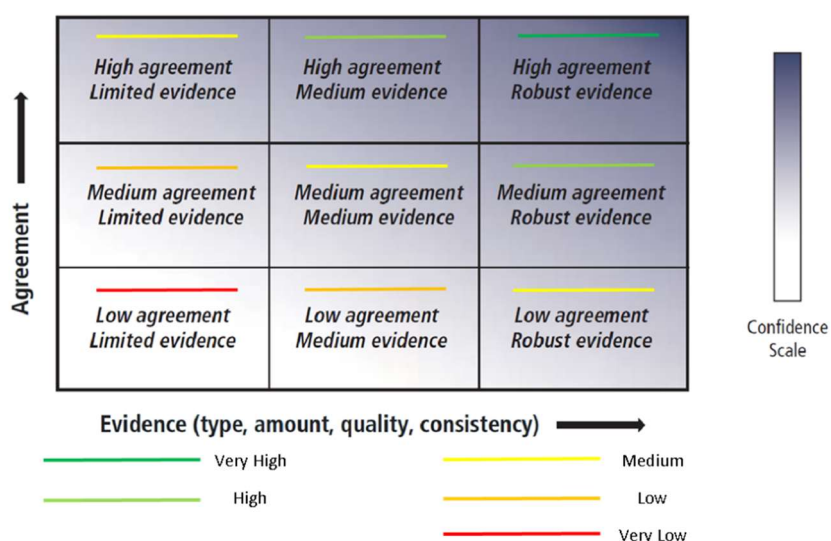 High agreement
Limited evidence
High agreement
Medium evidence
High agreement
Robust evidence
Medium agreement
Limited evidence
Medium agreement
Medium evidence
Medium agreement
Robust evidence
Low agreement
Limited evidence
Low agreement
Medium evidence
Low agreement
Robust evidence
Agreement
Evidence (type, amount, quality, consistency)
Confidence
Scale
Very High
High
Medium
Low
Very Low